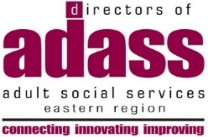 directors of
adass
adult social services
eastern region
connecting innovating improving